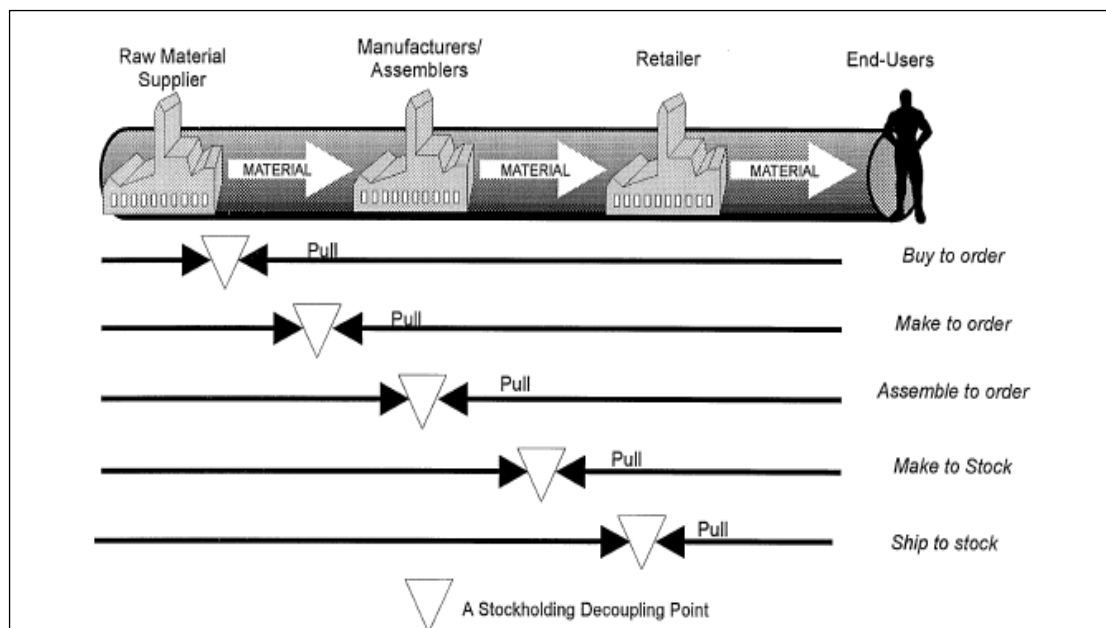 Raw Material
Supplier
Manufacturers/
Assemblers
Retailer
End-Users
MATERIAL
MATERIAL
MATERIAL
Pull
Buy to order
Pull
Make to order
Pull
Assemble to order
Pull
Make to Stock
Pull
Ship to stock
A Stockholding Decoupling Point